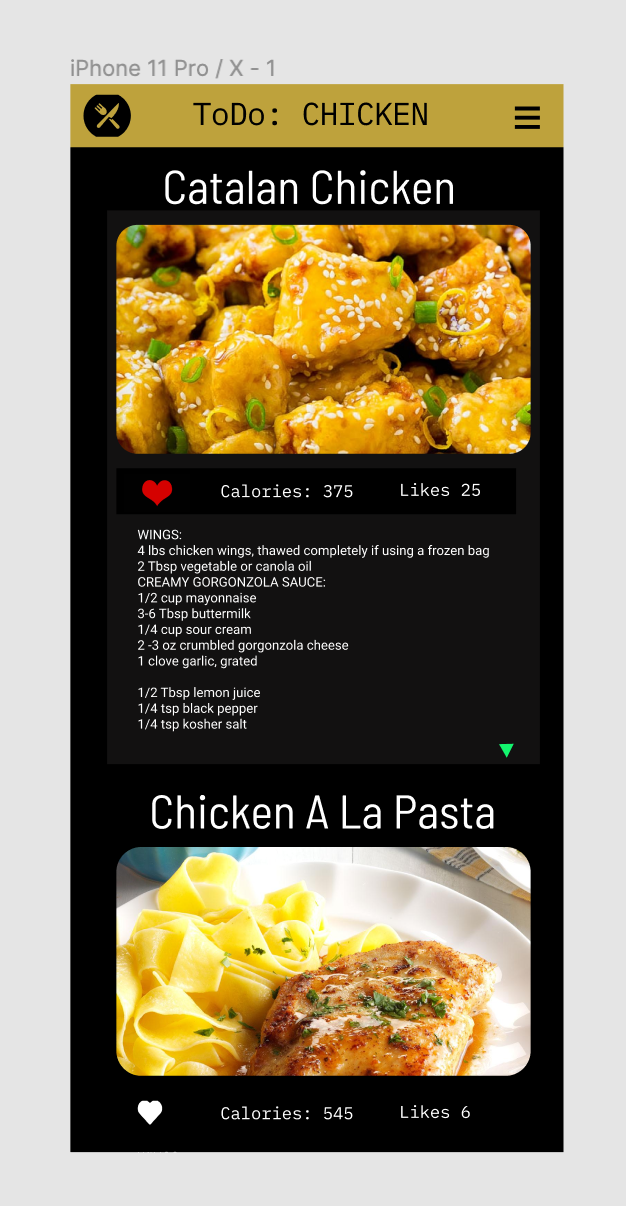 iPhone 11 Pro / X - 1
ToDo: CHICKEN
Catalan Chicken
Calories: 375 Likes 25
WINGS:
4 lbs chicken wings, thawed completely if using a frozen bag
2 Tbsp vegetable or canola oil
CREAMY GORGONZOLA SAUCE:
1/2 cup mayonnaise
3-6 Tbsp buttermilk
1/4 cup sour cream
2 -3 oz crumbled gorgonzola cheese
1 clove garlic, grated
1/2 Tbsp lemon juice
1/4 tsp black pepper
1/4 tsp kosher salt
Chicken A La Pasta
Calories: 545 Likes 6